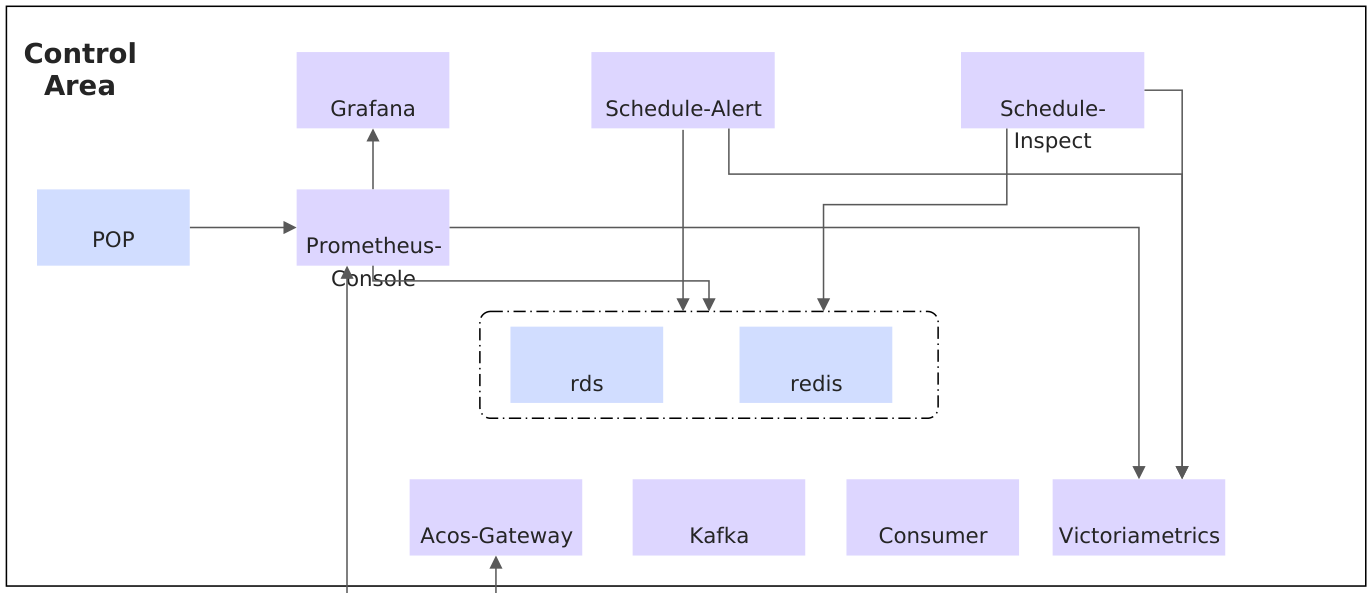 Control
Area
Grafana
Schedule-Alert
Schedule-
Inspect
POP
Prometheus-
Console
rds
redis
Acos-Gateway
Kafka
Consumer
Victoriametrics